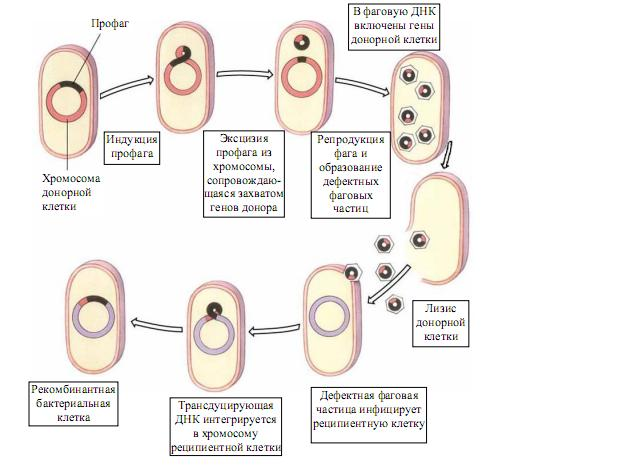 Профаг
В фаговую ДНК
включены гены
донорной клетки
Индукция
профага
Эксцизия
профага из
хромосомы,
сопровождаю-
щаяся захватом
генов донора
Репродукция
фага и
образование
дефектных
фаговых
частиц
Хромосома
донорной
клетки
Лизис
донорной
клетки
Дефектная фаговая
частица инфицирует
реципиентную клетку
Трансдуцирующая
ДНК интегрируется
в хромосому
реципиентной клетки
Рекомбинантная
бактериальная
клетка